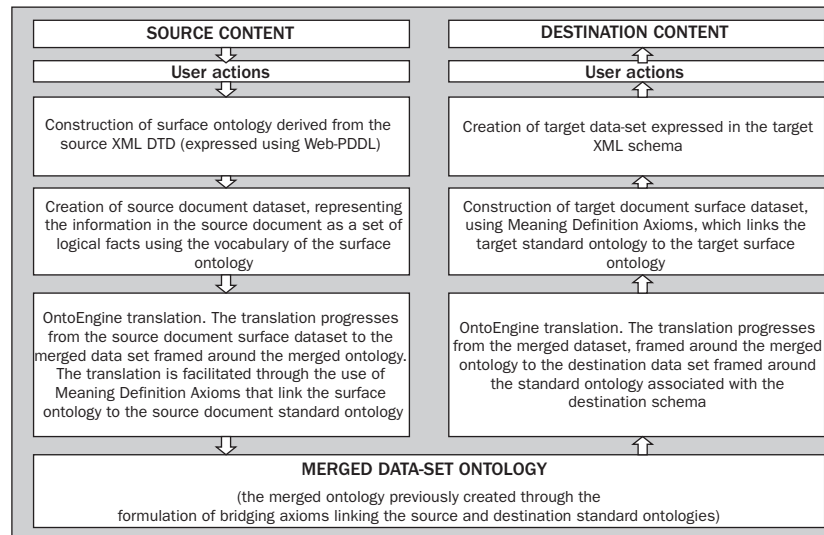 SOURCE CONTENT
User actions
Construction of surface ontology derived from the
source XML DTD (expressed using Web-PDDL)
Creation of source document dataset, representing
the information in the source document as a set of
logical facts using the vocabulary of the surface
ontology
OntoEngine translation. The translation progresses
from the source document surface dataset to the
merged data set framed around the merged ontology.
The translation is facilitated through the use of
Meaning Definition Axioms that link the surface
ontology to the source document standard ontology
DESTINATION CONTENT
User actions
Creation of target data-set expressed in the target
XML schema
Construction of target document surface dataset,
using Meaning Definition Axioms, which links the
target standard ontology to the target surface
ontology
OntoEngine translation. The translation progresses
from the merged dataset, framed around the merged
ontology to the destination data set framed around
the standard ontology associated with the
destination schema
MERGED DATA-SET ONTOLOGY
(the merged ontology previously created through the
formulation of bridging axioms linking the source and destination standard ontologies)